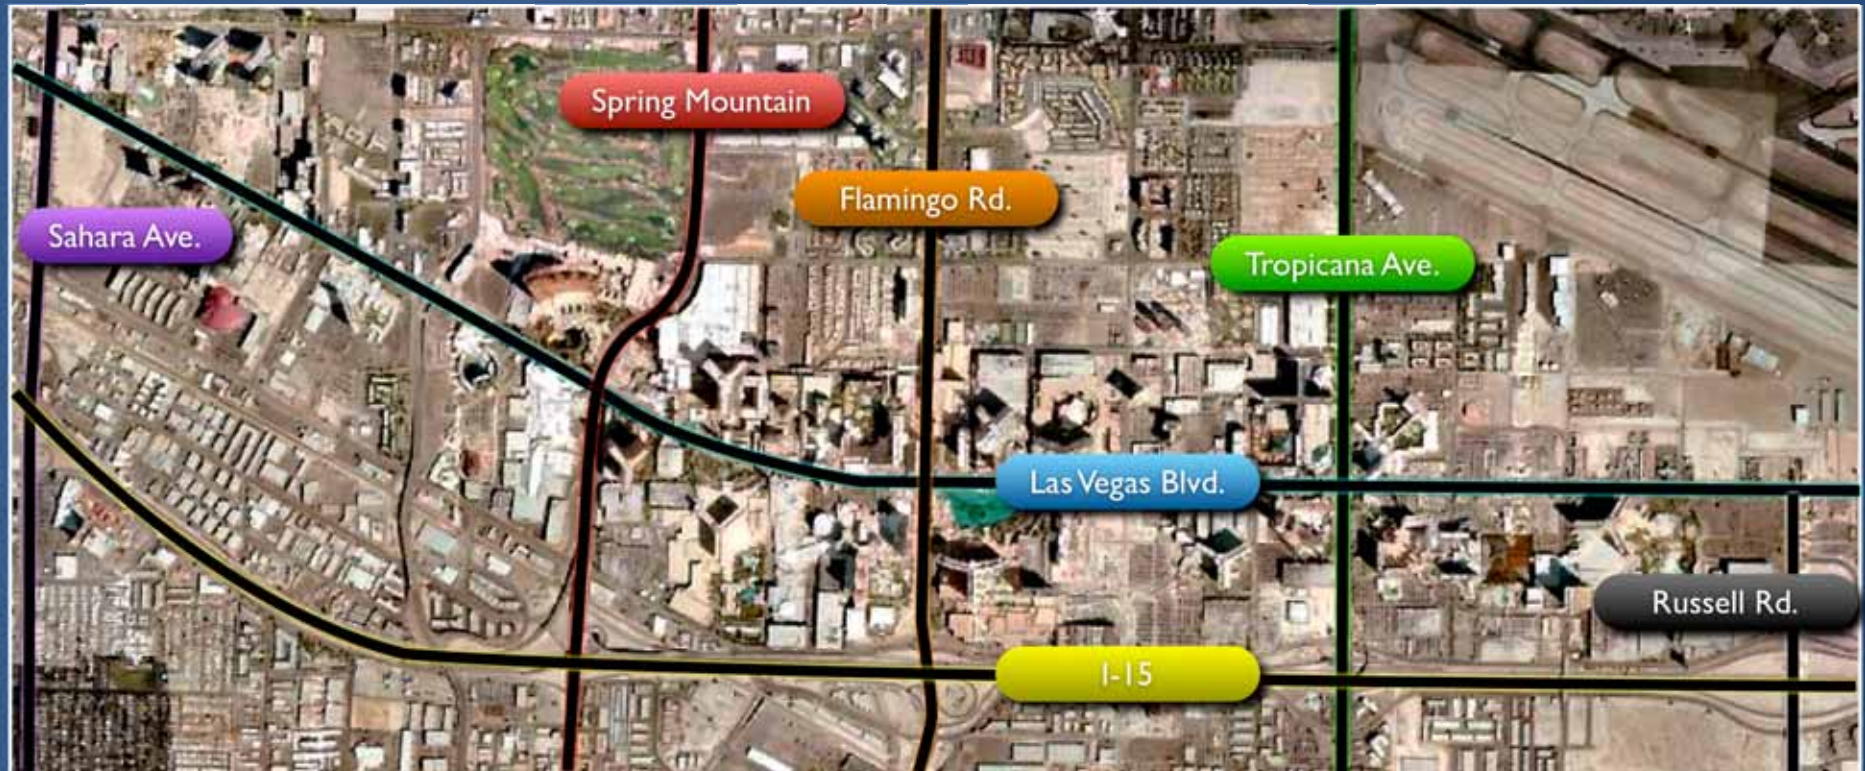 Spring Mountain
Flamingo Rd.
Sahara Ave.
Tropicana Ave.
Las Vegas Blvd.
Russell Rd.
I-15